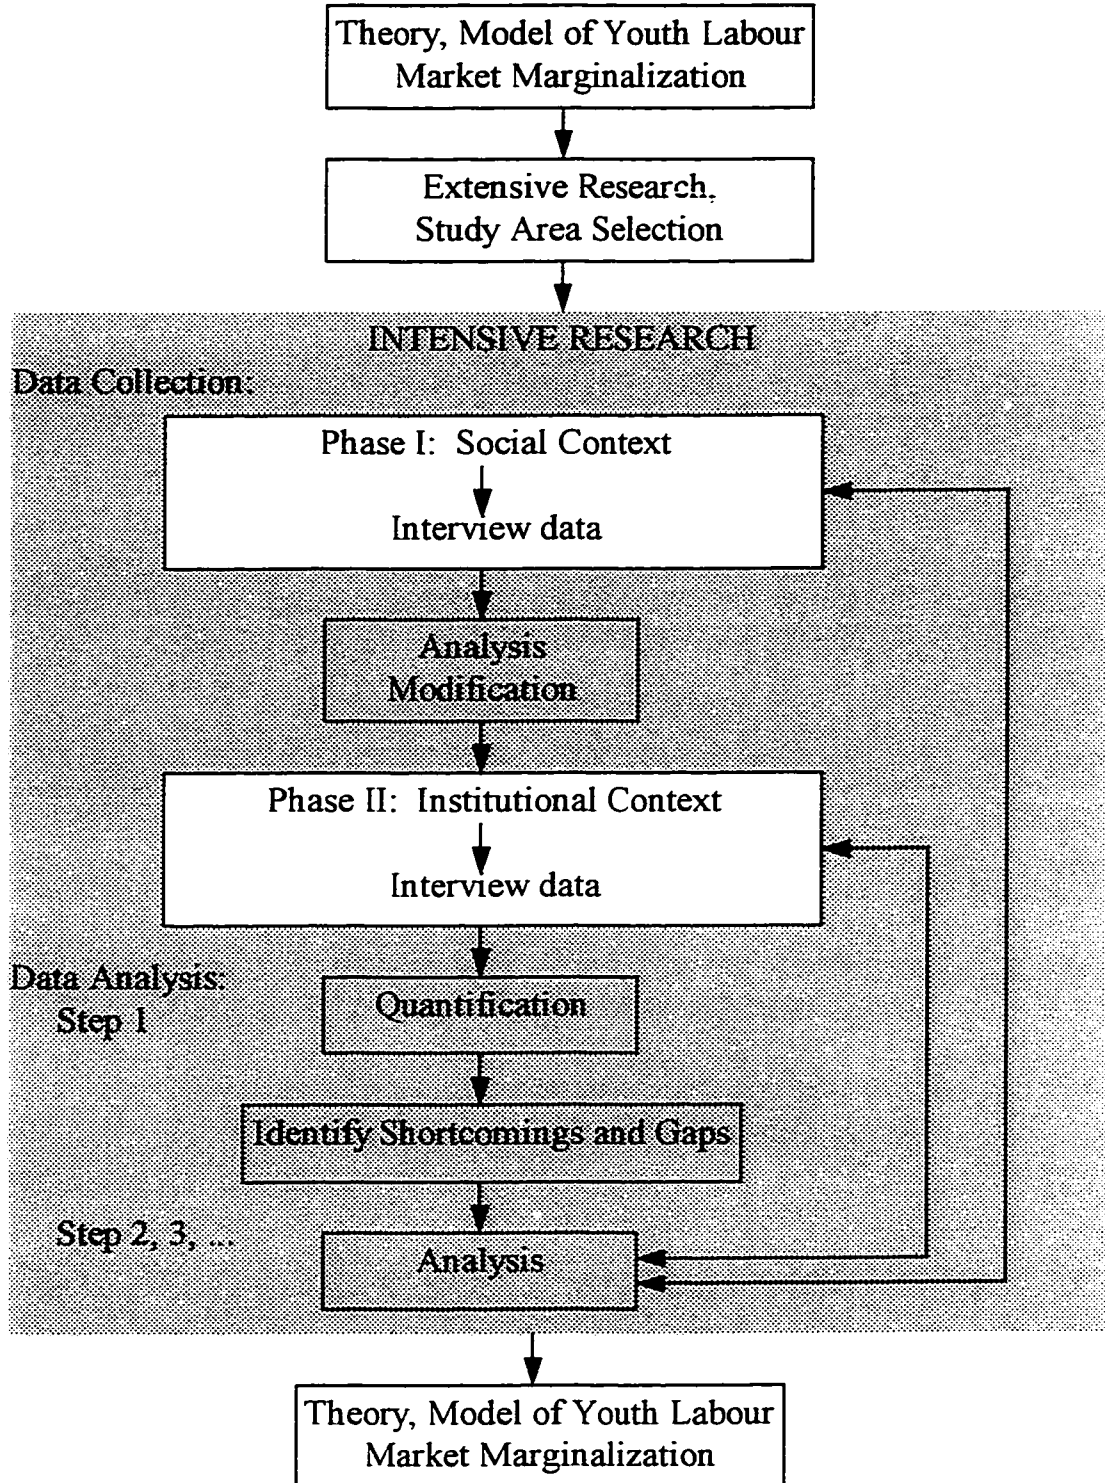 Theory, Model of Youth Labour
Market Marginalization
Extensive Research,
Study Area Selection
INTENSIVE RESEARCH
Data Collection:
Phase I: Social Context
Interview data
Analysis
Modification
Phase II: Institutional Context
Interview data
Data Analysis:
Step 1
Quantification
Identify Shortcomings and Gaps
Step 2, 3, ...
Analysis
Theory, Model of Youth Labour
Market Marginalization